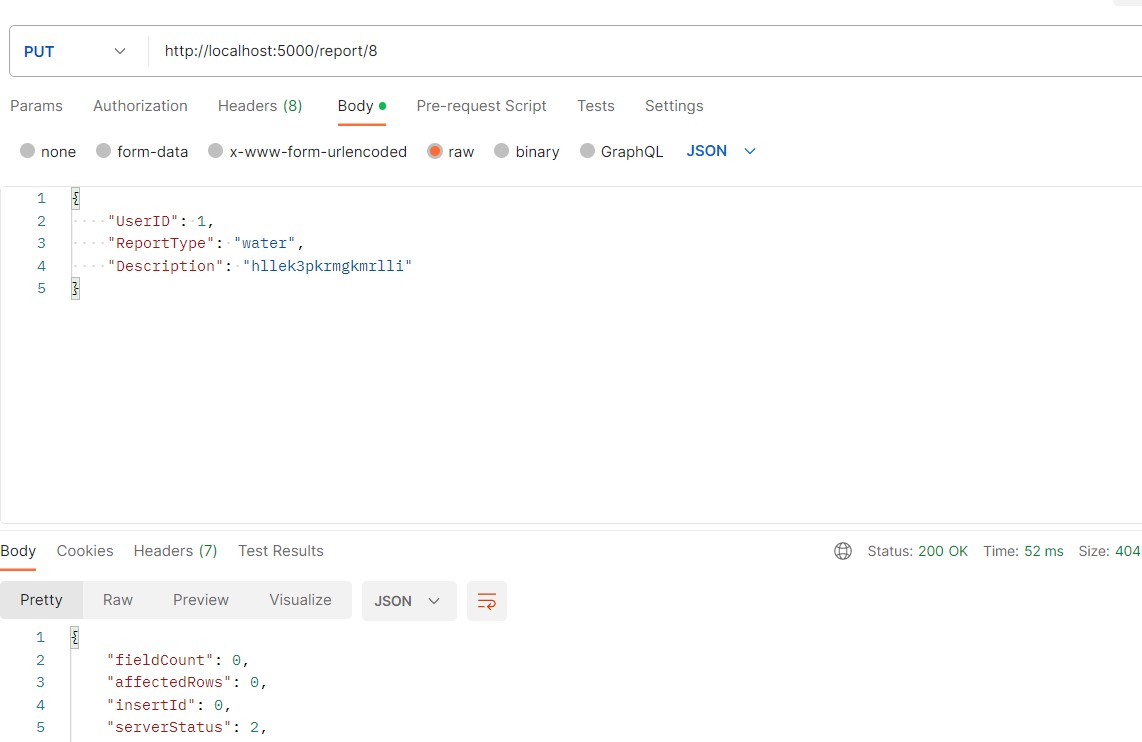 PUT http://localhost:5000/report/8
Params Authorization Headers (8) Body Pre-request Script Tests Settings
none form-data x-www-form-urlencoded raw binary GraphQL JSON
1 {
2 "UserID": 1,
3 "ReportType": "water",
4 "Description": "hllek3pkrmgkmrlli"
5 }
Body Cookies Headers (7) Test Results Status: 200 OK Time: 52 ms Size: 404
Pretty Raw Preview Visualize JSON
1 {
2 "fieldCount": 0,
3 "affectedRows": 0,
4 "insertId": 0,
5 "serverStatus": 2,